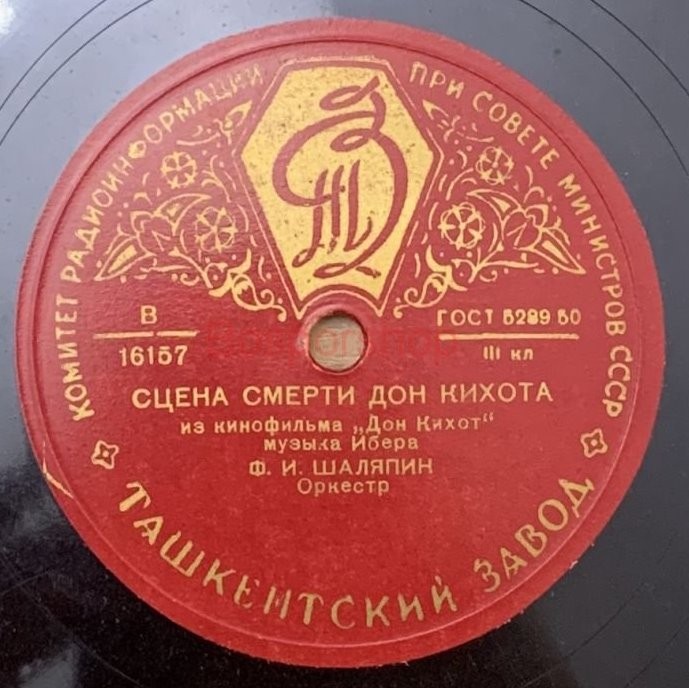 КОМИТЕТ РАДИОИНФОРМАЦИИ ПРИ СОВЕТЕ МИНИСТРОВ СССР
В
16157
ГОСТ 5289 50
III кл
СЦЕНА СМЕРТИ ДОН КИХОТА
из кинофильма „Дон Кихот“
музыка Ибера
Ф. И. ШАЛЯПИН
Оркестр
ТАШКЕНТСКИЙ ЗАВОД